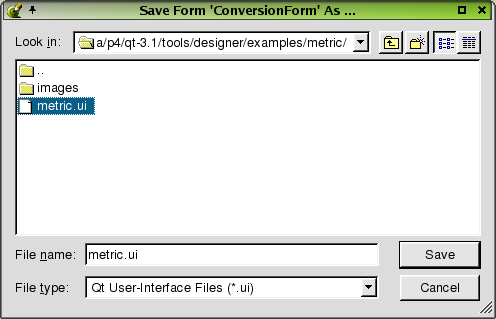 Save Form 'ConversionForm' As ...
Look in: a/p4/qt-3.1/tools/designer/examples/metric/
..
images
metric.ui
File name: metric.ui Save
File type: Qt User-Interface Files (*.ui) Cancel